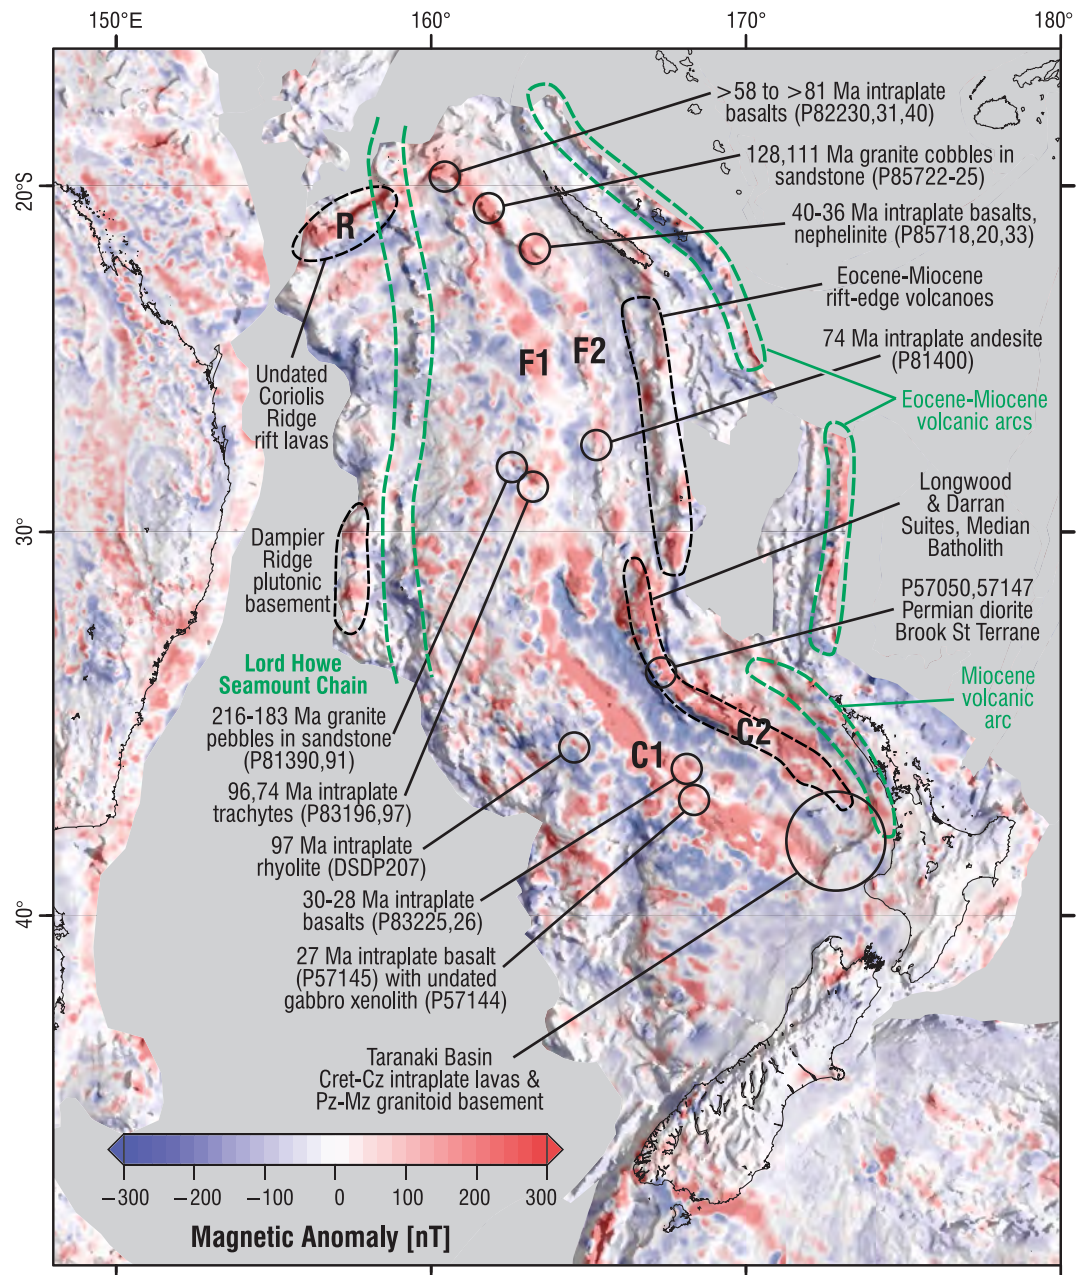 150°E
160°
170°
180°
>58 to >81 Ma intraplate
basalts (P82230,31,40)
128,111 Ma granite cobbles in
sandstone (P85722-25)
20°S
R
40-36 Ma intraplate basalts,
nephelinite (P85718,20,33)
Eocene-Miocene
rift-edge volcanoes
74 Ma intraplate andesite
(P81400)
F1
F2
Undated
Coriolis
Ridge
rift lavas
Eocene-Miocene
volcanic arcs
Longwood
& Darran
Suites, Median
Batholith
30°
Dampier
Ridge
plutonic
basement
P57050,57147
Permian diorite
Brook St Terrane
Lord Howe
Seamount Chain
Miocene
volcanic
arc
216-183 Ma granite
pebbles in sandstone
(P81390,91)
C1
C2
96,74 Ma intraplate
trachytes (P83196,97)
97 Ma intraplate
rhyolite (DSDP207)
30-28 Ma intraplate
basalts (P83225,26)
40°
27 Ma intraplate basalt
(P57145) with undated
gabbro xenolith (P57144)
Taranaki Basin
Cret-Cz intraplate lavas &
Pz-Mz granitoid basement
−300 −200 −100 0 100 200 300
Magnetic Anomaly [nT]